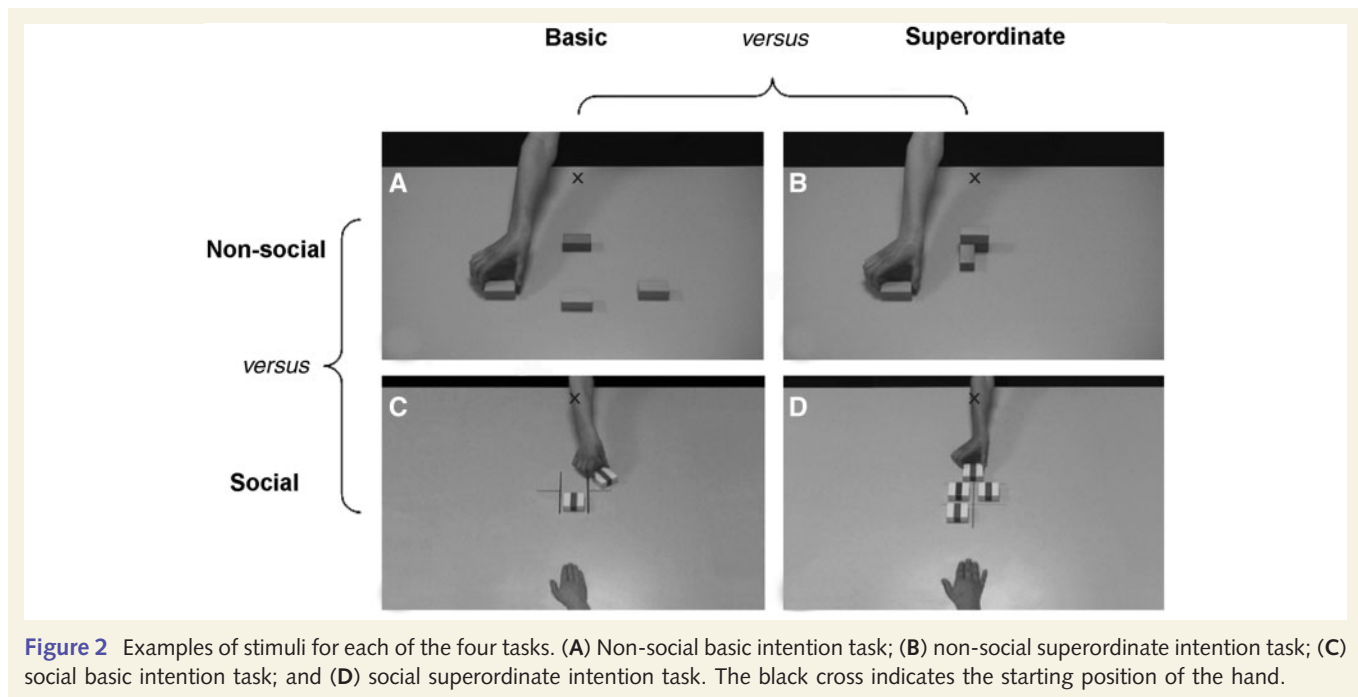 Basic versus Superordinate
A
B
Non-social
versus
C
D
Social
Figure 2 Examples of stimuli for each of the four tasks. (A) Non-social basic intention task; (B) non-social superordinate intention task; (C)
social basic intention task; and (D) social superordinate intention task. The black cross indicates the starting position of the hand.